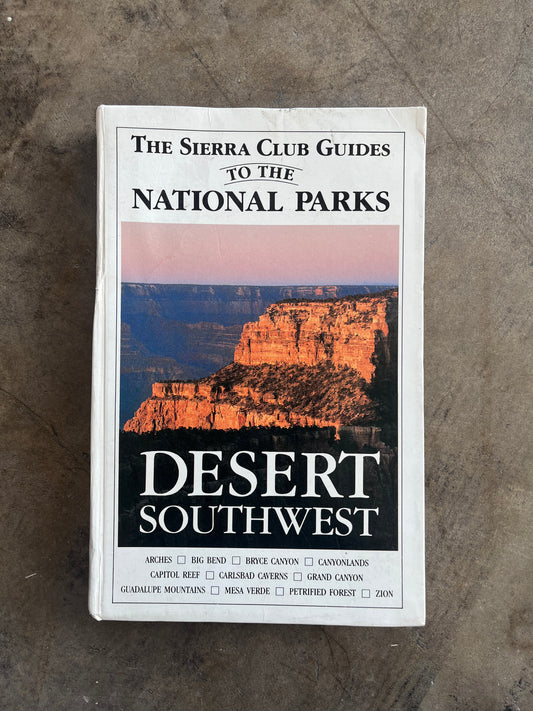 THE SIERRA CLUB GUIDES
TO THE
NATIONAL PARKS
DESERT
SOUTHWEST
ARCHES □ BIG BEND □ BRYCE CANYON □ CANYONLANDS
CAPITOL REEF □ CARLSBAD CAVERNS □ GRAND CANYON
GUADALUPE MOUNTAINS □ MESA VERDE □ PETRIFIED FOREST □ ZION